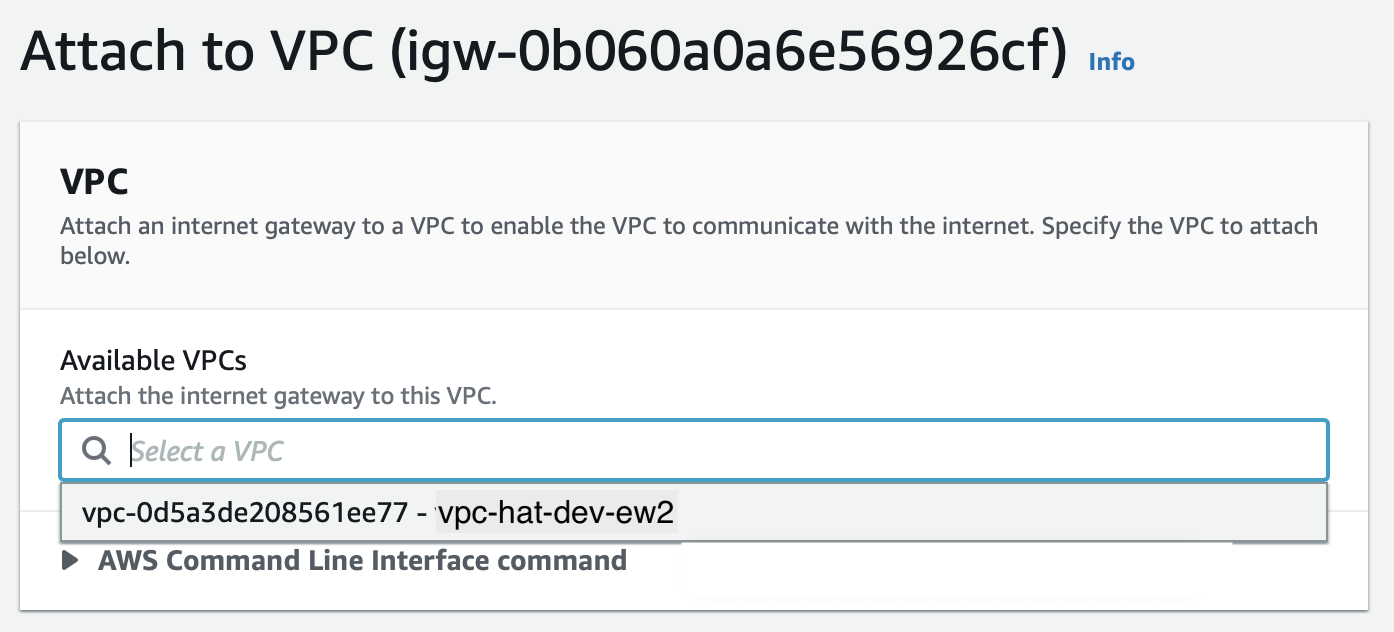 Attach to VPC (igw-0b060a0a6e56926cf) Info
VPC
Attach an internet gateway to a VPC to enable the VPC to communicate with the internet. Specify the VPC to attach
below.
Available VPCs
Attach the internet gateway to this VPC.
Select a VPC
vpc-0d5a3de208561ee77 - vpc-hat-dev-ew2
AWS Command Line Interface command